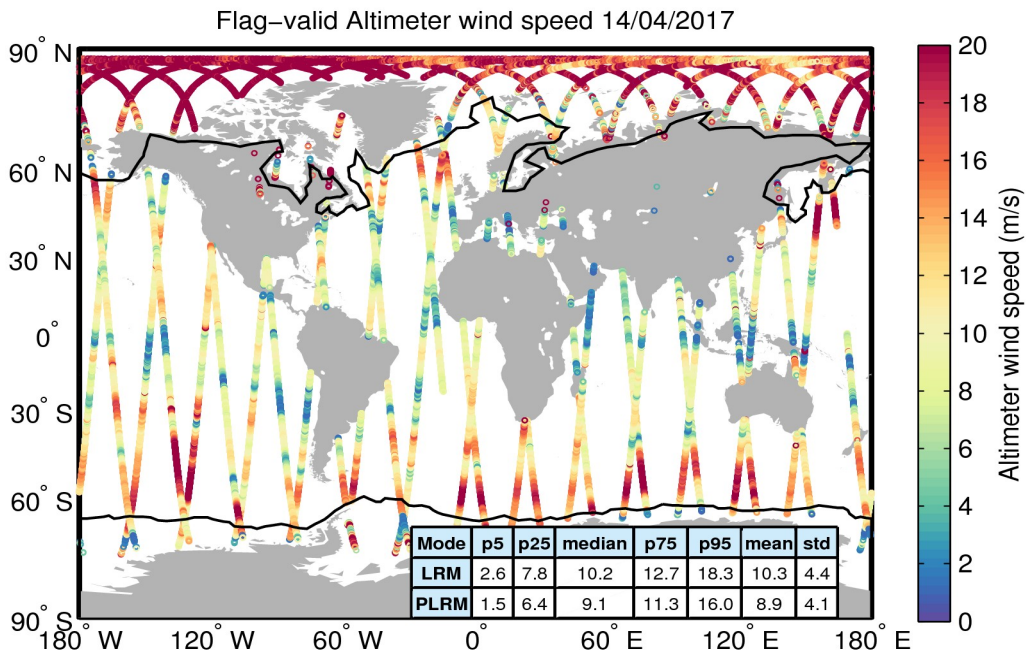 Flag−valid Altimeter wind speed 14/04/2017
90° N
60° N
30° N
0°
30° S
60° S
90° S
180° W
120° W
60° W
0°
60° E
120° E
180° E
Mode p5 p25 median p75 p95 mean std
LRM 2.6 7.8 10.2 12.7 18.3 10.3 4.4
PLRM 1.5 6.4 9.1 11.3 16.0 8.9 4.1
20
18
16
14
12
10
8
6
4
2
0
Altimeter wind speed (m/s)